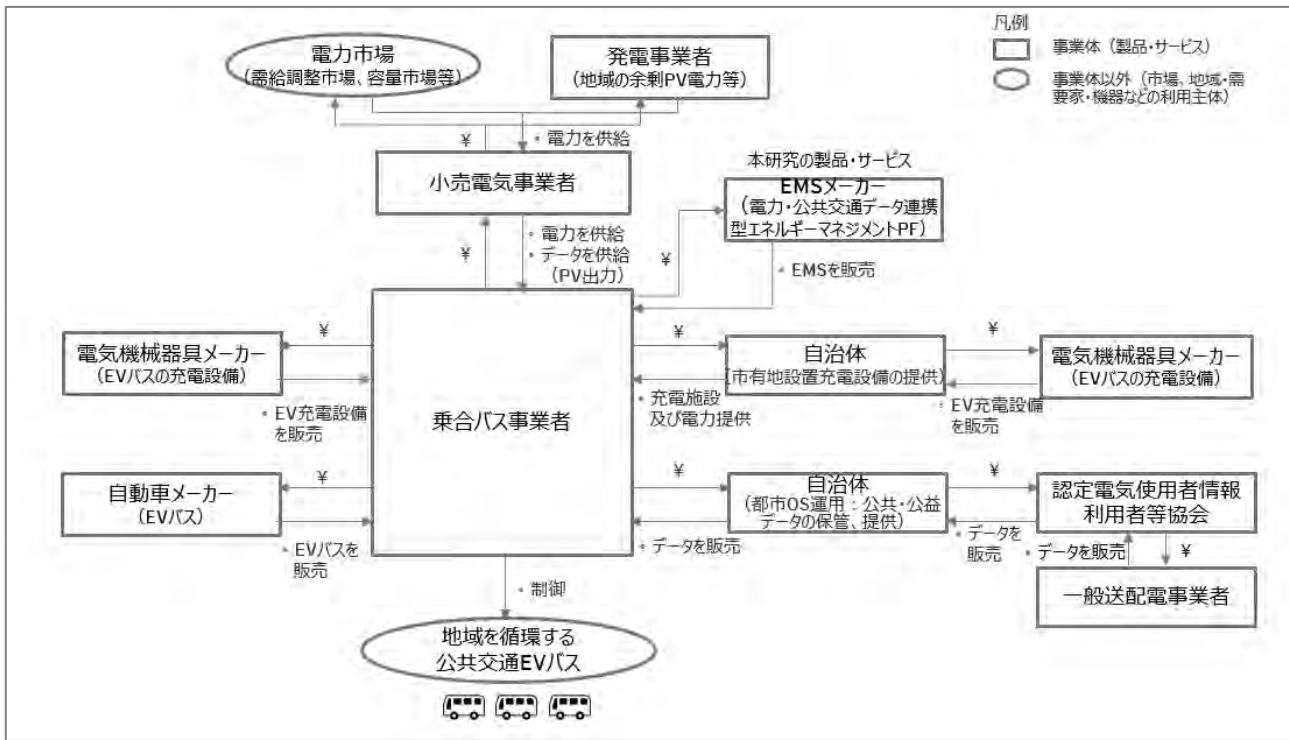 凡例
事業体（製品・サービス）
事業体以外（市場、地域・需
要家・機器などの利用主体）
電力市場
（需給調整市場、容量市場等）
発電事業者
（地域の余剰PV電力等）
¥
・電力を供給
小売電気事業者
本研究の製品・サービス
EMSメーカー
（電力・公共交通データ連携
型エネルギーマネジメントPF）
¥
・電力を供給
・データを供給
（PV出力）
¥
・EMSを販売
電気機械器具メーカー
（EVバスの充電設備）
¥
・EV充電設備
を販売
乗合バス事業者
¥
・充電施設
及び電力提供
自治体
（市有地設置充電設備の提供）
¥
・EV充電設備
を販売
電気機械器具メーカー
（EVバスの充電設備）
自動車メーカー
（EVバス）
¥
・EVバスを
販売
¥
・データを販売
自治体
（都市OS運用：公共・公益
データの保管、提供）
¥
・データを
販売
認定電気使用者情報
利用者等協会
・データを販売
¥
一般送配電事業者
・制御
地域を循環する
公共交通EVバス